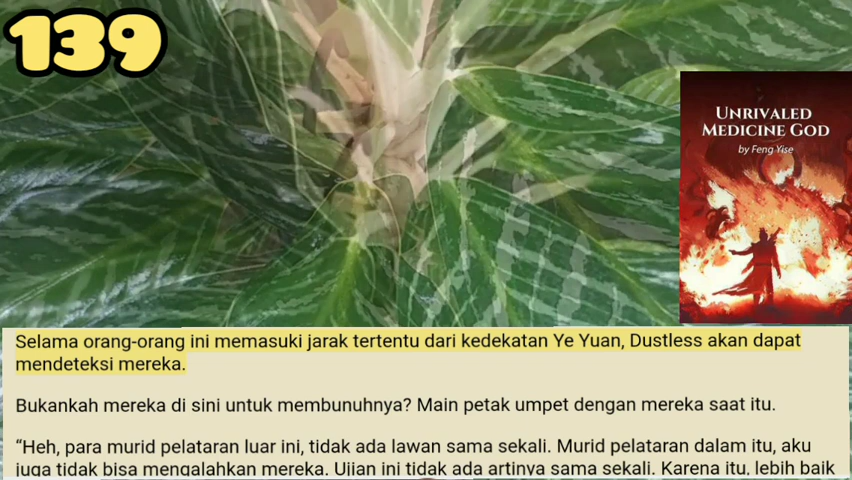 139
UNRIVALED
MEDICINE GOD
by Feng Yise
Selama orang-orang ini memasuki jarak tertentu dari kedekatan Ye Yuan, Dustless akan dapat
mendeteksi mereka.
Bukankah mereka di sini untuk membunuhnya? Main petak umpet dengan mereka saat itu.
“Heh, para murid pelataran luar ini, tidak ada lawan sama sekali. Murid pelataran dalam itu, aku
juga tidak bisa mengalahkan mereka. Ujian ini tidak ada artinya sama sekali. Karena itu, lebih baik